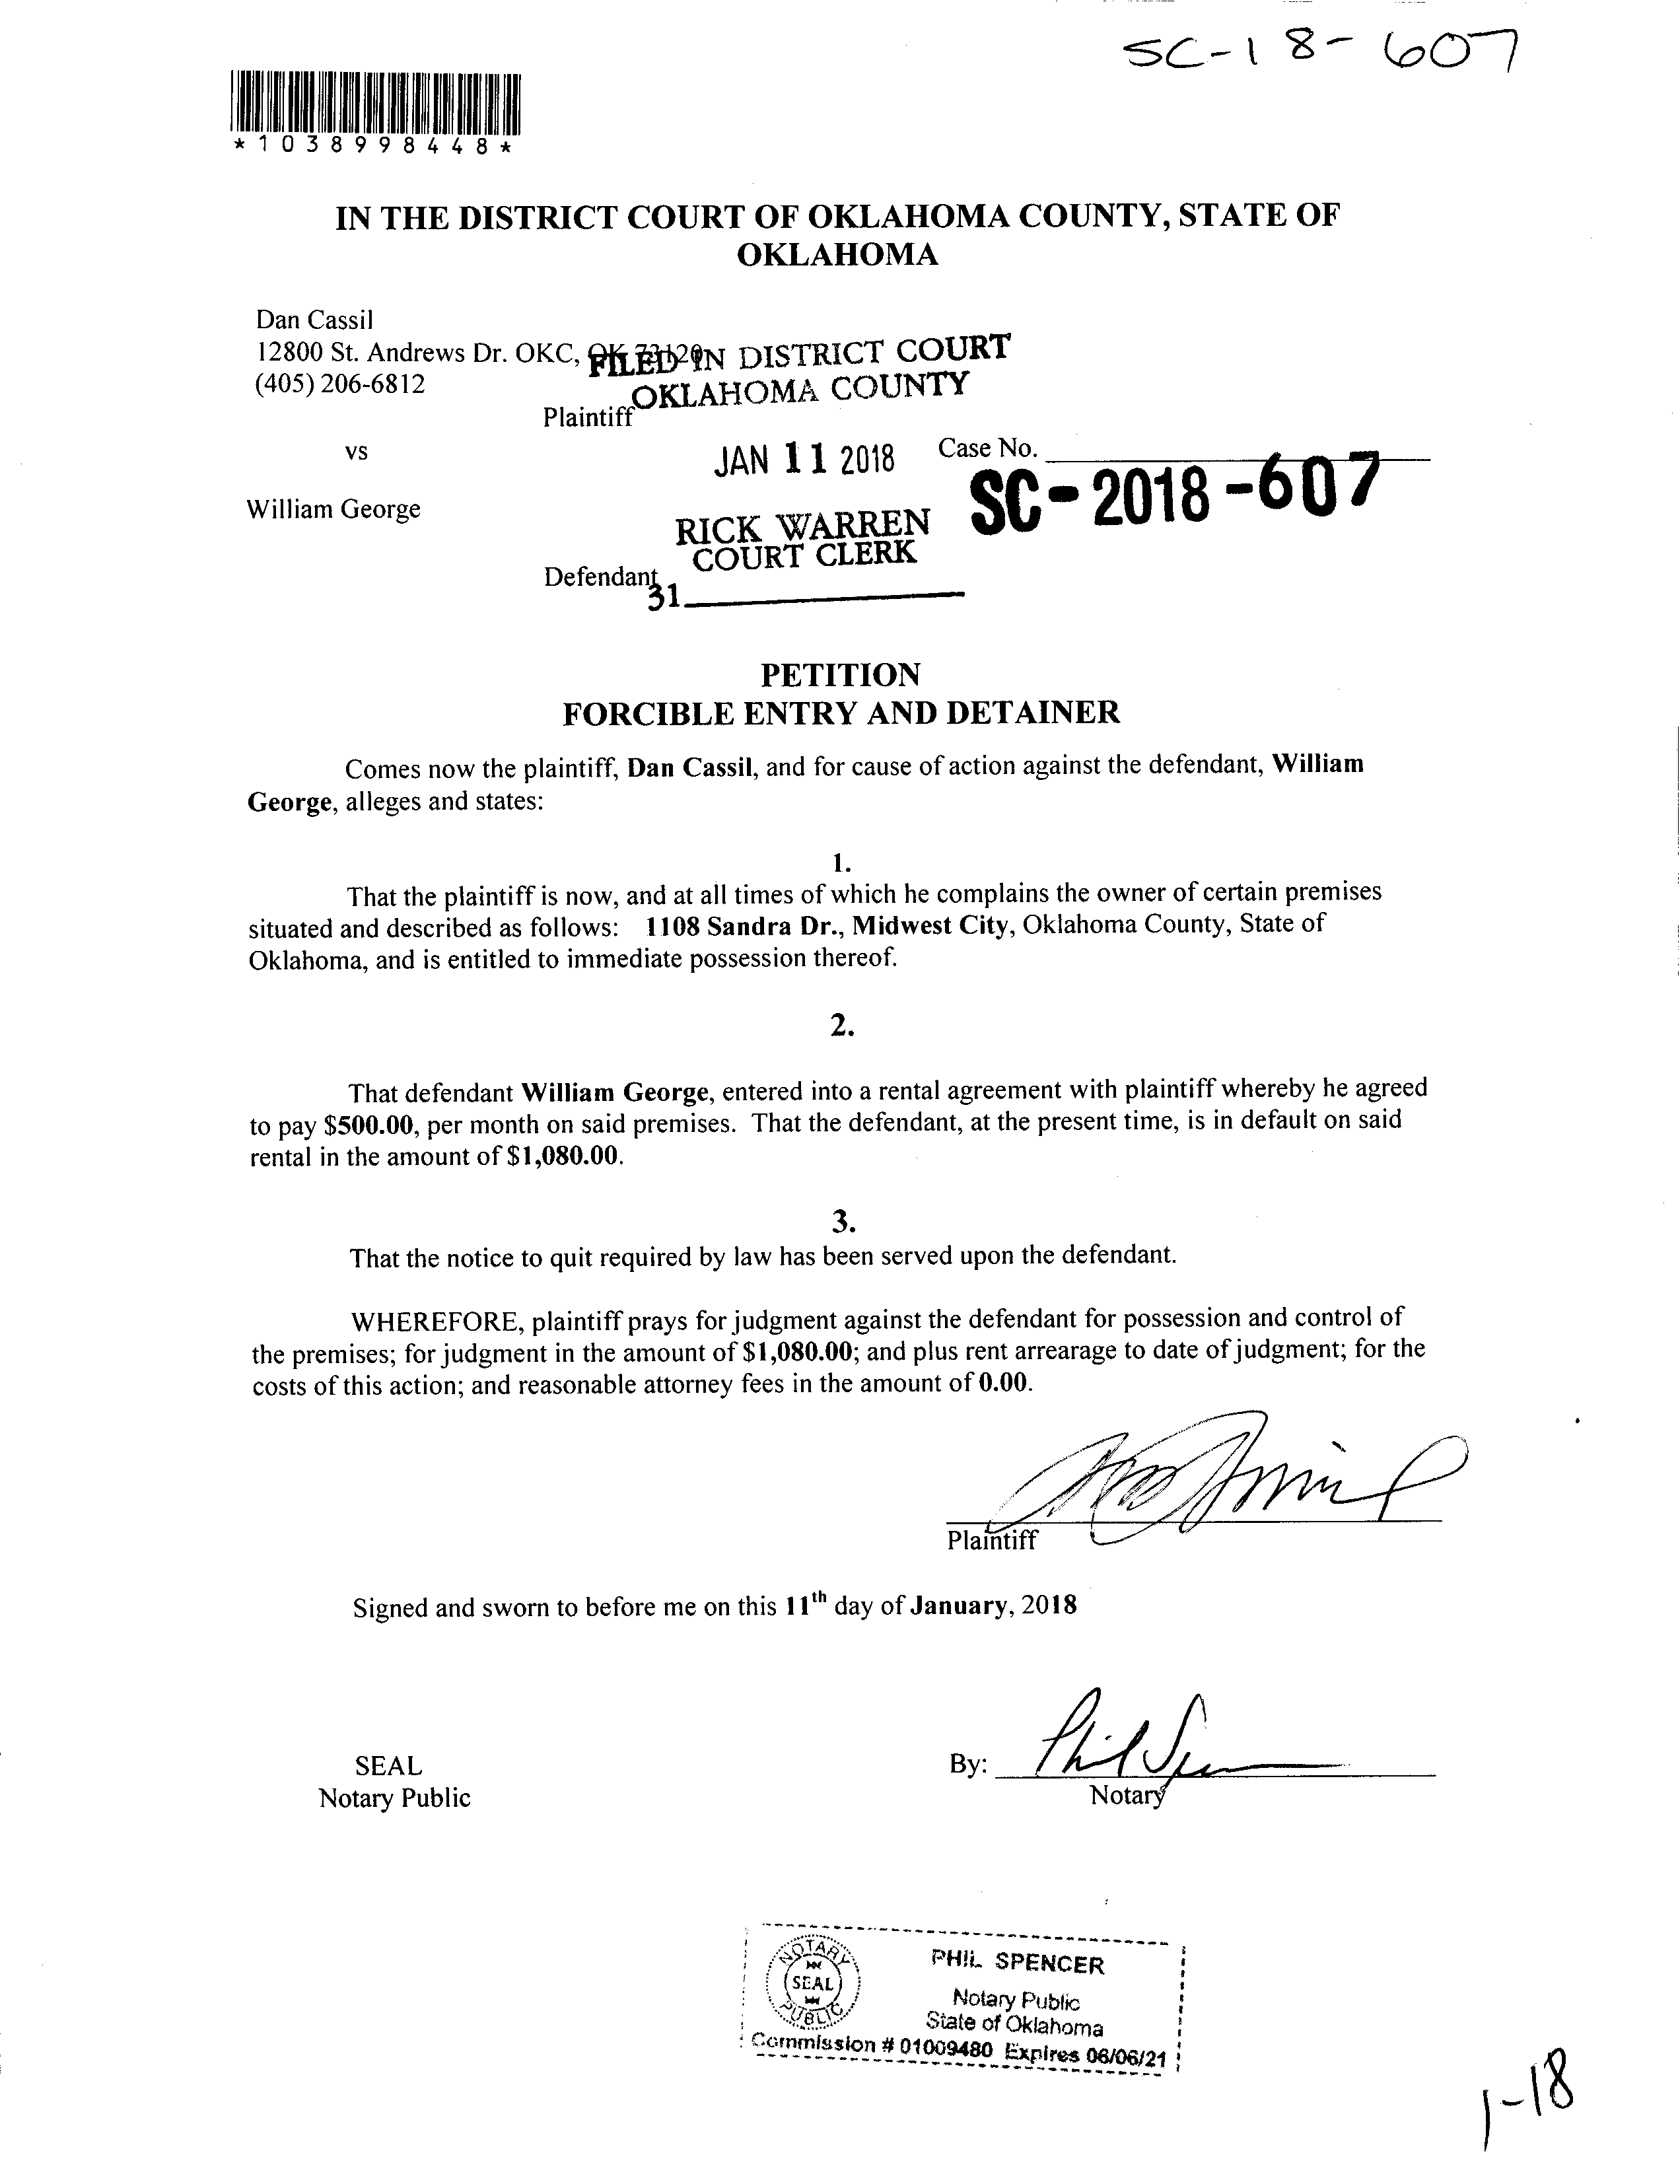 SC-18-607
*1038998448*
IN THE DISTRICT COURT OF OKLAHOMA COUNTY, STATE OF
OKLAHOMA
Dan Cassil
12800 St. Andrews Dr. OKC,
FILED IN DISTRICT COURT
OKLAHOMA COUNTY
(405) 206-6812
Plaintiff
vs
JAN 11 2018
Case No.
SC-2018-607
William George
RICK WARREN
COURT CLERK
Defendant
31
PETITION
FORCIBLE ENTRY AND DETAINER
Comes now the plaintiff, Dan Cassil, and for cause of action against the defendant, William
George, alleges and states:
1.
That the plaintiff is now, and at all times of which he complains the owner of certain premises
situated and described as follows: 1108 Sandra Dr., Midwest City, Oklahoma County, State of
Oklahoma, and is entitled to immediate possession thereof.
2.
That defendant William George, entered into a rental agreement with plaintiff whereby he agreed
to pay $500.00, per month on said premises. That the defendant, at the present time, is in default on said
rental in the amount of $1,080.00.
3.
That the notice to quit required by law has been served upon the defendant.
WHEREFORE, plaintiff prays for judgment against the defendant for possession and control of
the premises; for judgment in the amount of $1,080.00; and plus rent arrearage to date of judgment; for the
costs of this action; and reasonable attorney fees in the amount of 0.00.
Plaintiff
Signed and sworn to before me on this 11th day of January, 2018
SEAL
Notary Public
By: Phil Spencer
Notary
NOTARY
SEAL
PUBLIC
PHIL SPENCER
Notary Public
State of Oklahoma
Commission # 01009480 Expires 06/06/21
1-18